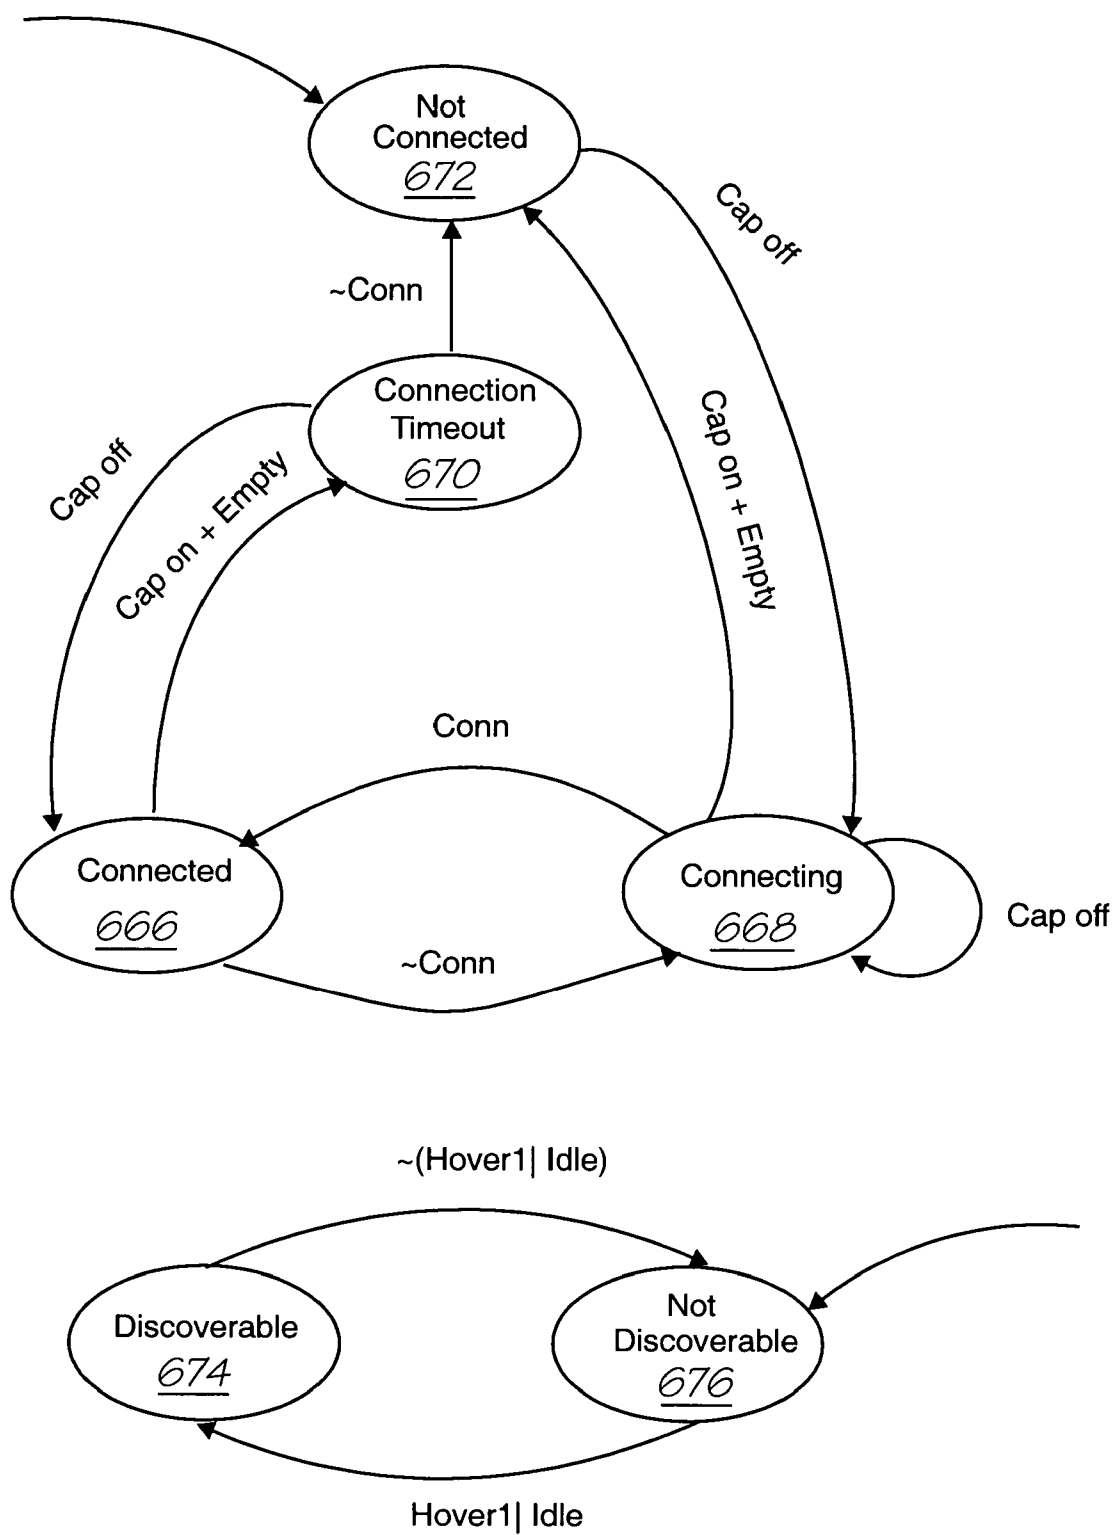 Not
Connected
672
Cap off
~Conn
Connection
Timeout
670
Cap off
Cap on + Empty
Cap on + Empty
Conn
Connected
666
Connecting
668
Cap off
~Conn
~(Hover1| Idle)
Discoverable
674
Not
Discoverable
676
Hover1| Idle